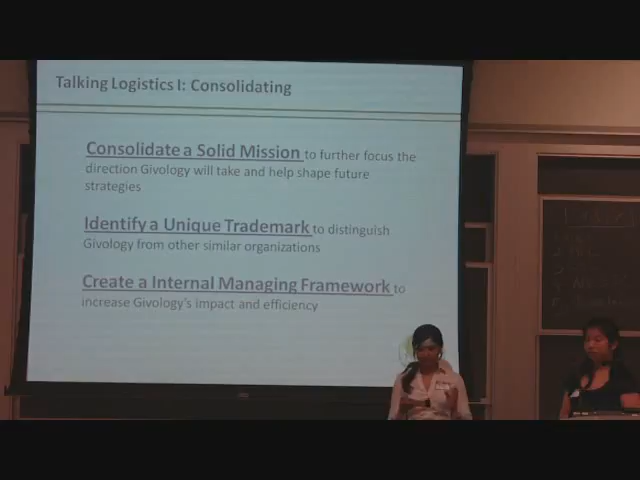 Talking Logistics I: Consolidating
Consolidate a Solid Mission to further focus the
direction Givology will take and help shape future
strategies
Identify a Unique Trademark to distinguish
Givology from other similar organizations
Create a Internal Managing Framework to
increase Givology's impact and efficiency